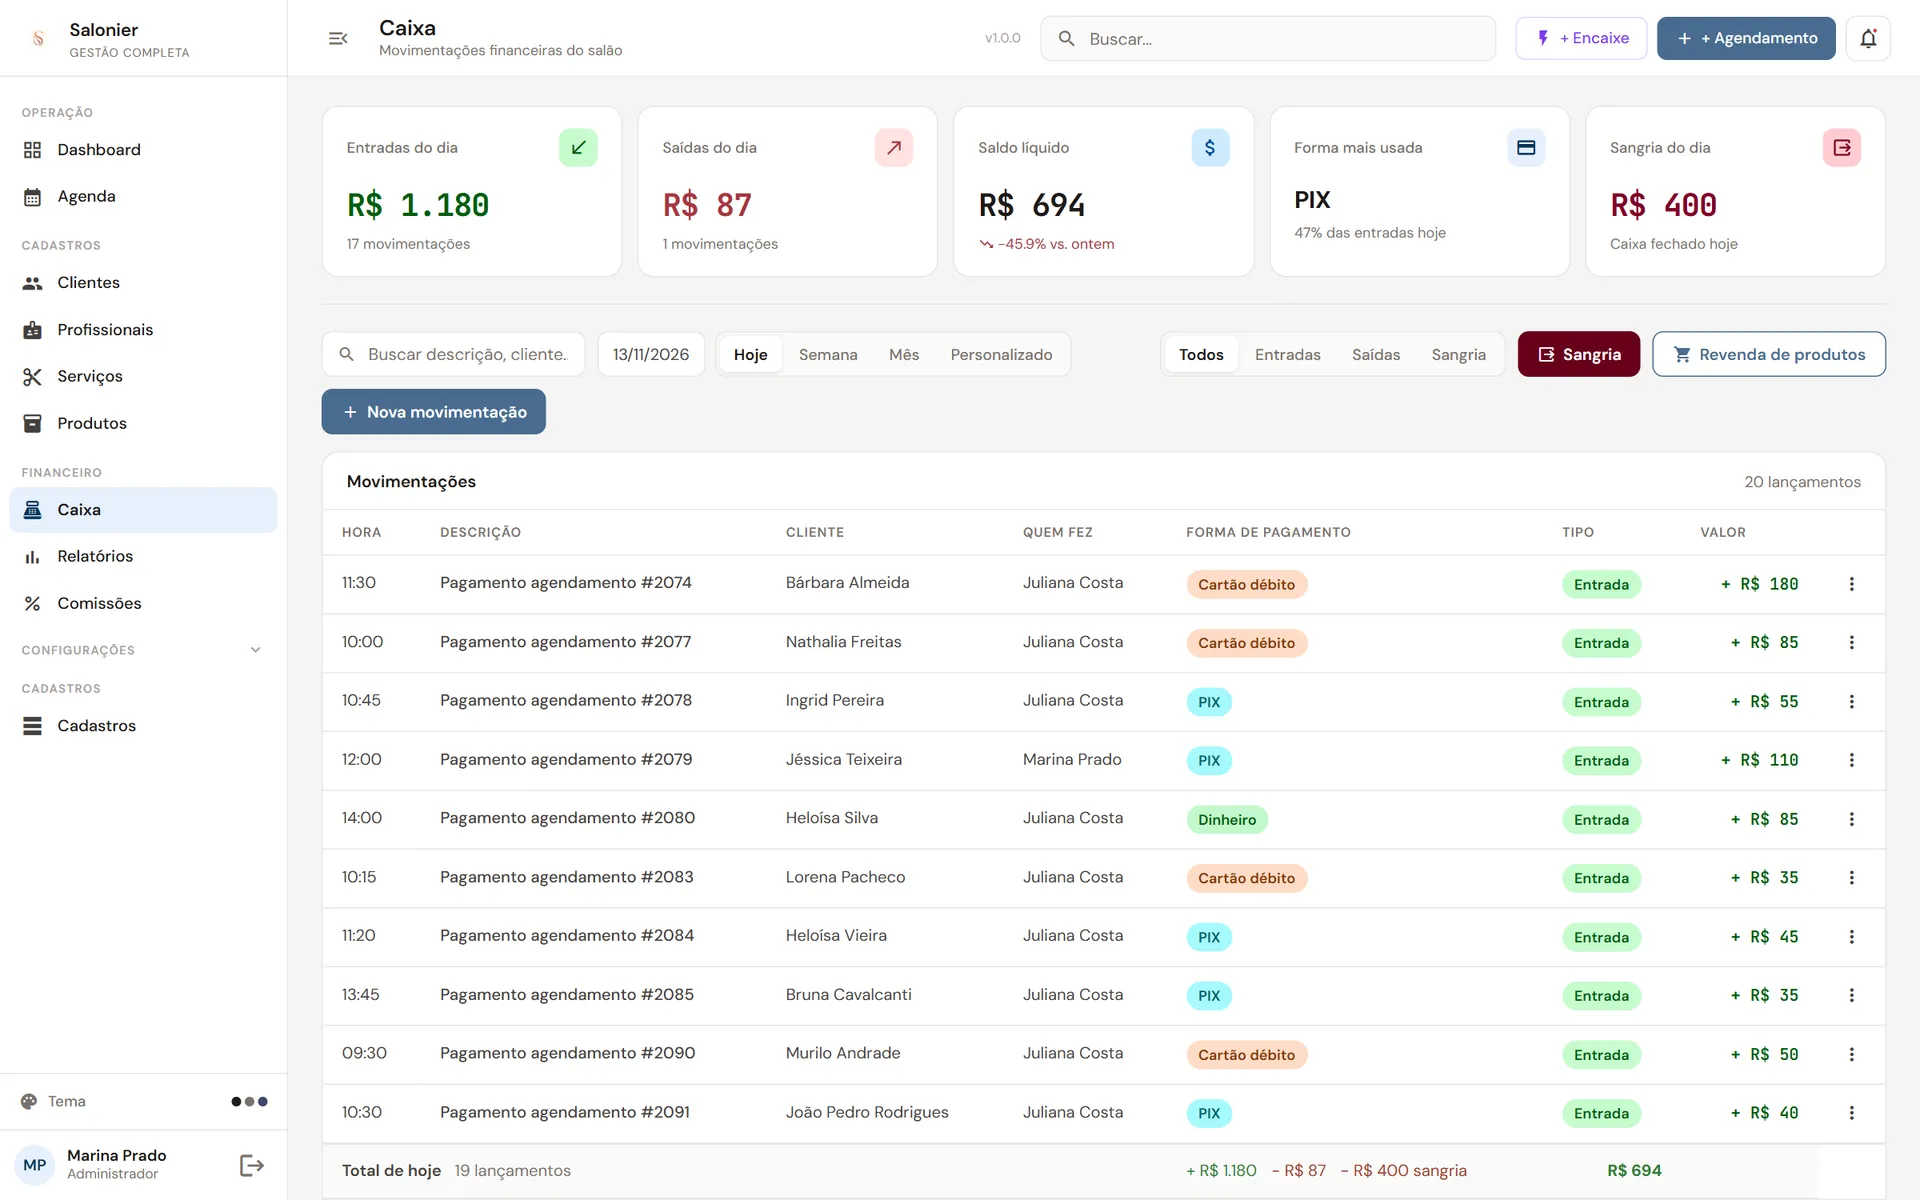 Salonier
GESTÃO COMPLETA
Caixa
Movimentações financeiras do salão
v1.0.0
Buscar...
+ Encaixe
+ + Agendamento
OPERAÇÃO
Dashboard
Agenda
CADASTROS
Clientes
Profissionais
Serviços
Produtos
FINANCEIRO
Caixa
Relatórios
Comissões
CONFIGURAÇÕES
CADASTROS
Cadastros
Tema
MP
Marina Prado
Administrador
Entradas do dia
R$ 1.180
17 movimentações
Saídas do dia
R$ 87
1 movimentações
Saldo líquido
$
R$ 694
-45.9% vs. ontem
Forma mais usada
PIX
47% das entradas hoje
Sangria do dia
R$ 400
Caixa fechado hoje
Buscar descrição, cliente.
13/11/2026
Hoje Semana Mês Personalizado
Todos Entradas Saídas Sangria
Sangria
Revenda de produtos
+ Nova movimentação
Movimentações
20 lançamentos
HORA DESCRIÇÃO CLIENTE QUEM FEZ FORMA DE PAGAMENTO TIPO VALOR
11:30 Pagamento agendamento #2074 Bárbara Almeida Juliana Costa Cartão débito Entrada + R$ 180
10:00 Pagamento agendamento #2077 Nathalia Freitas Juliana Costa Cartão débito Entrada + R$ 85
10:45 Pagamento agendamento #2078 Ingrid Pereira Juliana Costa PIX Entrada + R$ 55
12:00 Pagamento agendamento #2079 Jéssica Teixeira Marina Prado PIX Entrada + R$ 110
14:00 Pagamento agendamento #2080 Heloísa Silva Juliana Costa Dinheiro Entrada + R$ 85
10:15 Pagamento agendamento #2083 Lorena Pacheco Juliana Costa Cartão débito Entrada + R$ 35
11:20 Pagamento agendamento #2084 Heloísa Vieira Juliana Costa PIX Entrada + R$ 45
13:45 Pagamento agendamento #2085 Bruna Cavalcanti Juliana Costa PIX Entrada + R$ 35
09:30 Pagamento agendamento #2090 Murilo Andrade Juliana Costa Cartão débito Entrada + R$ 50
10:30 Pagamento agendamento #2091 João Pedro Rodrigues Juliana Costa PIX Entrada + R$ 40
Total de hoje 19 lançamentos + R$ 1.180 - R$ 87 - R$ 400 sangria R$ 694